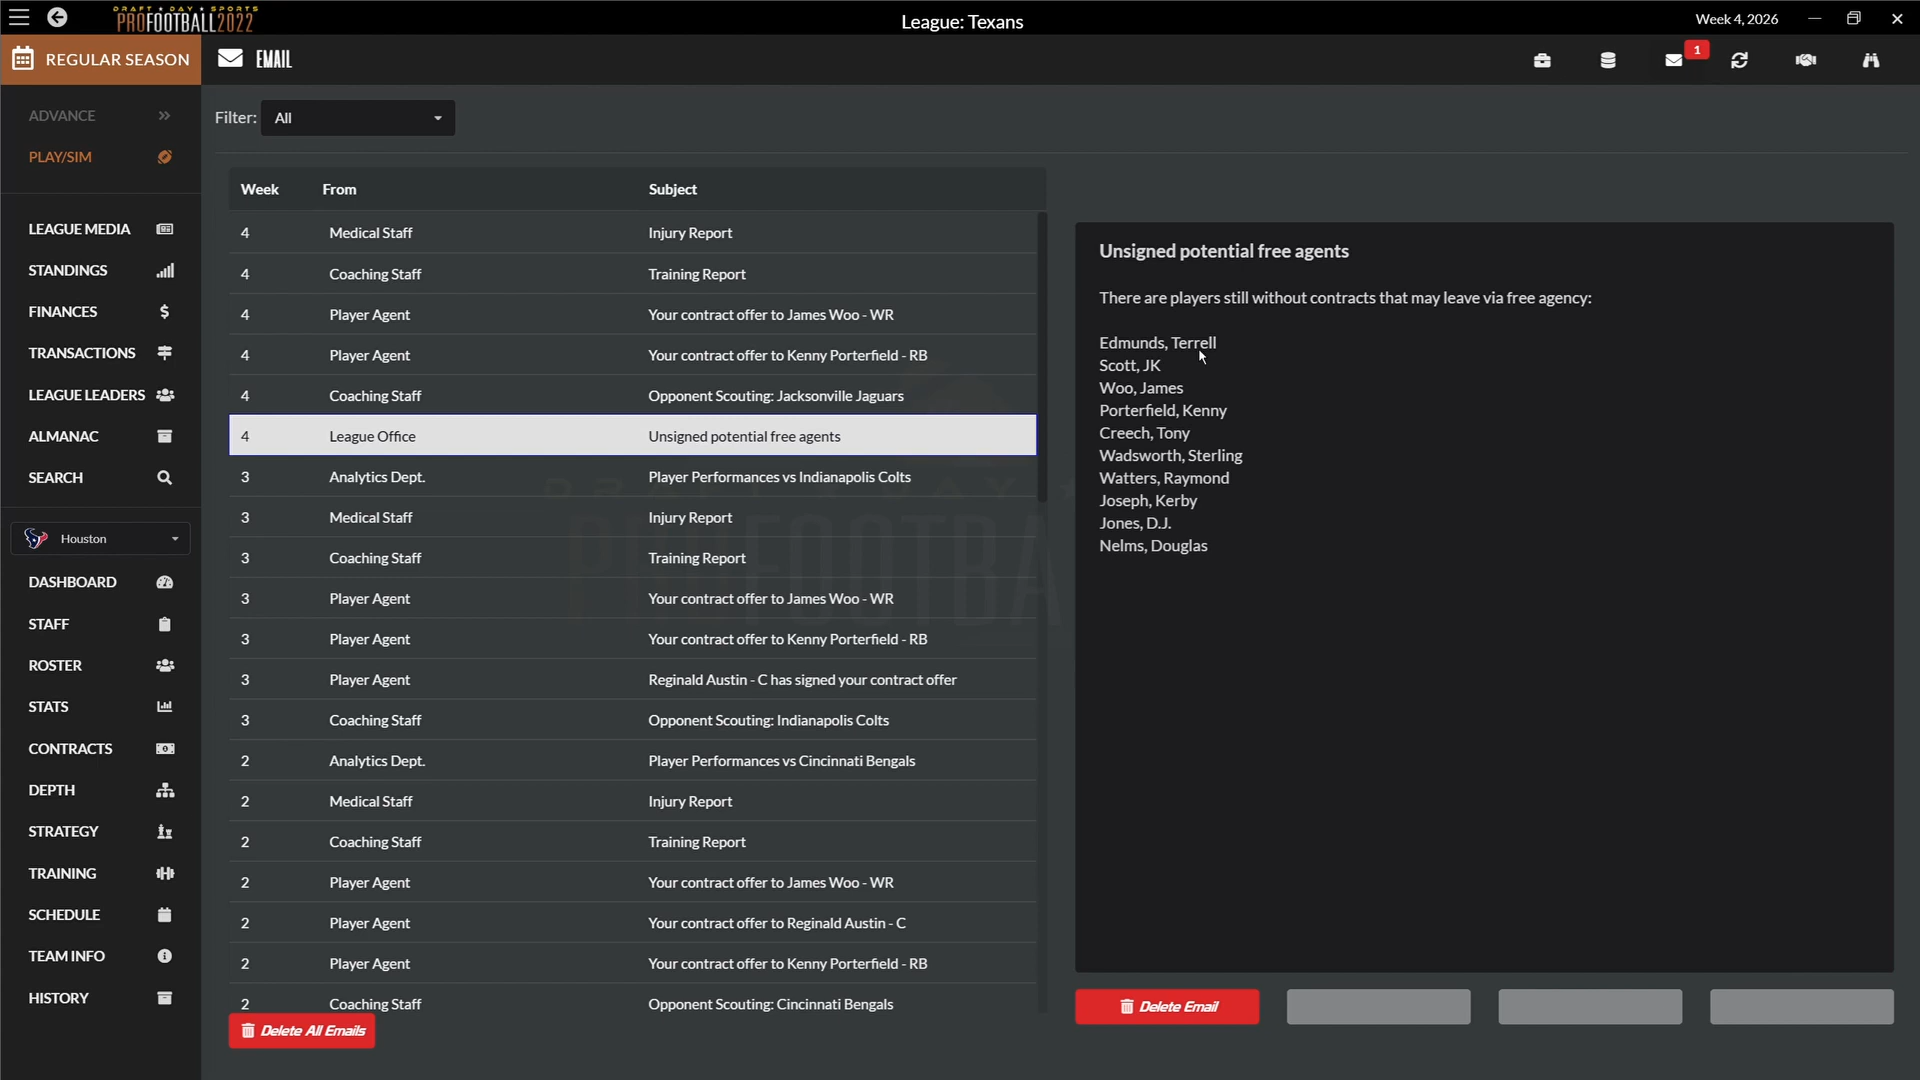 DRAFT ★ DAY ★ SPORTS
PROFOOTBALL2022
League: Texans
Week 4, 2026
REGULAR SEASON
EMAIL
1
ADVANCE
PLAY/SIM
LEAGUE MEDIA
STANDINGS
FINANCES
TRANSACTIONS
LEAGUE LEADERS
ALMANAC
SEARCH
Houston
DASHBOARD
STAFF
ROSTER
STATS
CONTRACTS
DEPTH
STRATEGY
TRAINING
SCHEDULE
TEAM INFO
HISTORY
Filter: All
Week From Subject
4 Medical Staff Injury Report
4 Coaching Staff Training Report
4 Player Agent Your contract offer to James Woo - WR
4 Player Agent Your contract offer to Kenny Porterfield - RB
4 Coaching Staff Opponent Scouting: Jacksonville Jaguars
4 League Office Unsigned potential free agents
3 Analytics Dept. Player Performances vs Indianapolis Colts
3 Medical Staff Injury Report
3 Coaching Staff Training Report
3 Player Agent Your contract offer to James Woo - WR
3 Player Agent Your contract offer to Kenny Porterfield - RB
3 Player Agent Reginald Austin - C has signed your contract offer
3 Coaching Staff Opponent Scouting: Indianapolis Colts
2 Analytics Dept. Player Performances vs Cincinnati Bengals
2 Medical Staff Injury Report
2 Coaching Staff Training Report
2 Player Agent Your contract offer to James Woo - WR
2 Player Agent Your contract offer to Reginald Austin - C
2 Player Agent Your contract offer to Kenny Porterfield - RB
2 Coaching Staff Opponent Scouting: Cincinnati Bengals
Delete All Emails
Unsigned potential free agents
There are players still without contracts that may leave via free agency:
Edmunds, Terrell
Scott, JK
Woo, James
Porterfield, Kenny
Creech, Tony
Wadsworth, Sterling
Watters, Raymond
Joseph, Kerby
Jones, D.J.
Nelms, Douglas
Delete Email